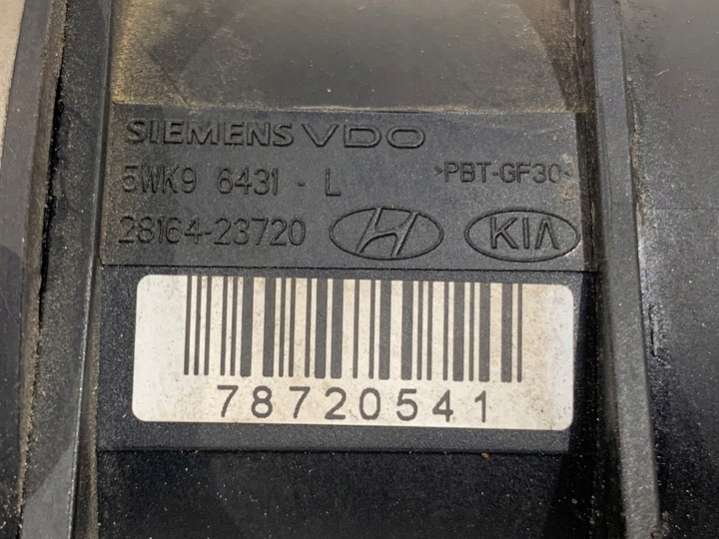 SIEMENS VDO
5WK9 6431 - L >PBT-GF30<
28164-23720 H KIA
78720541